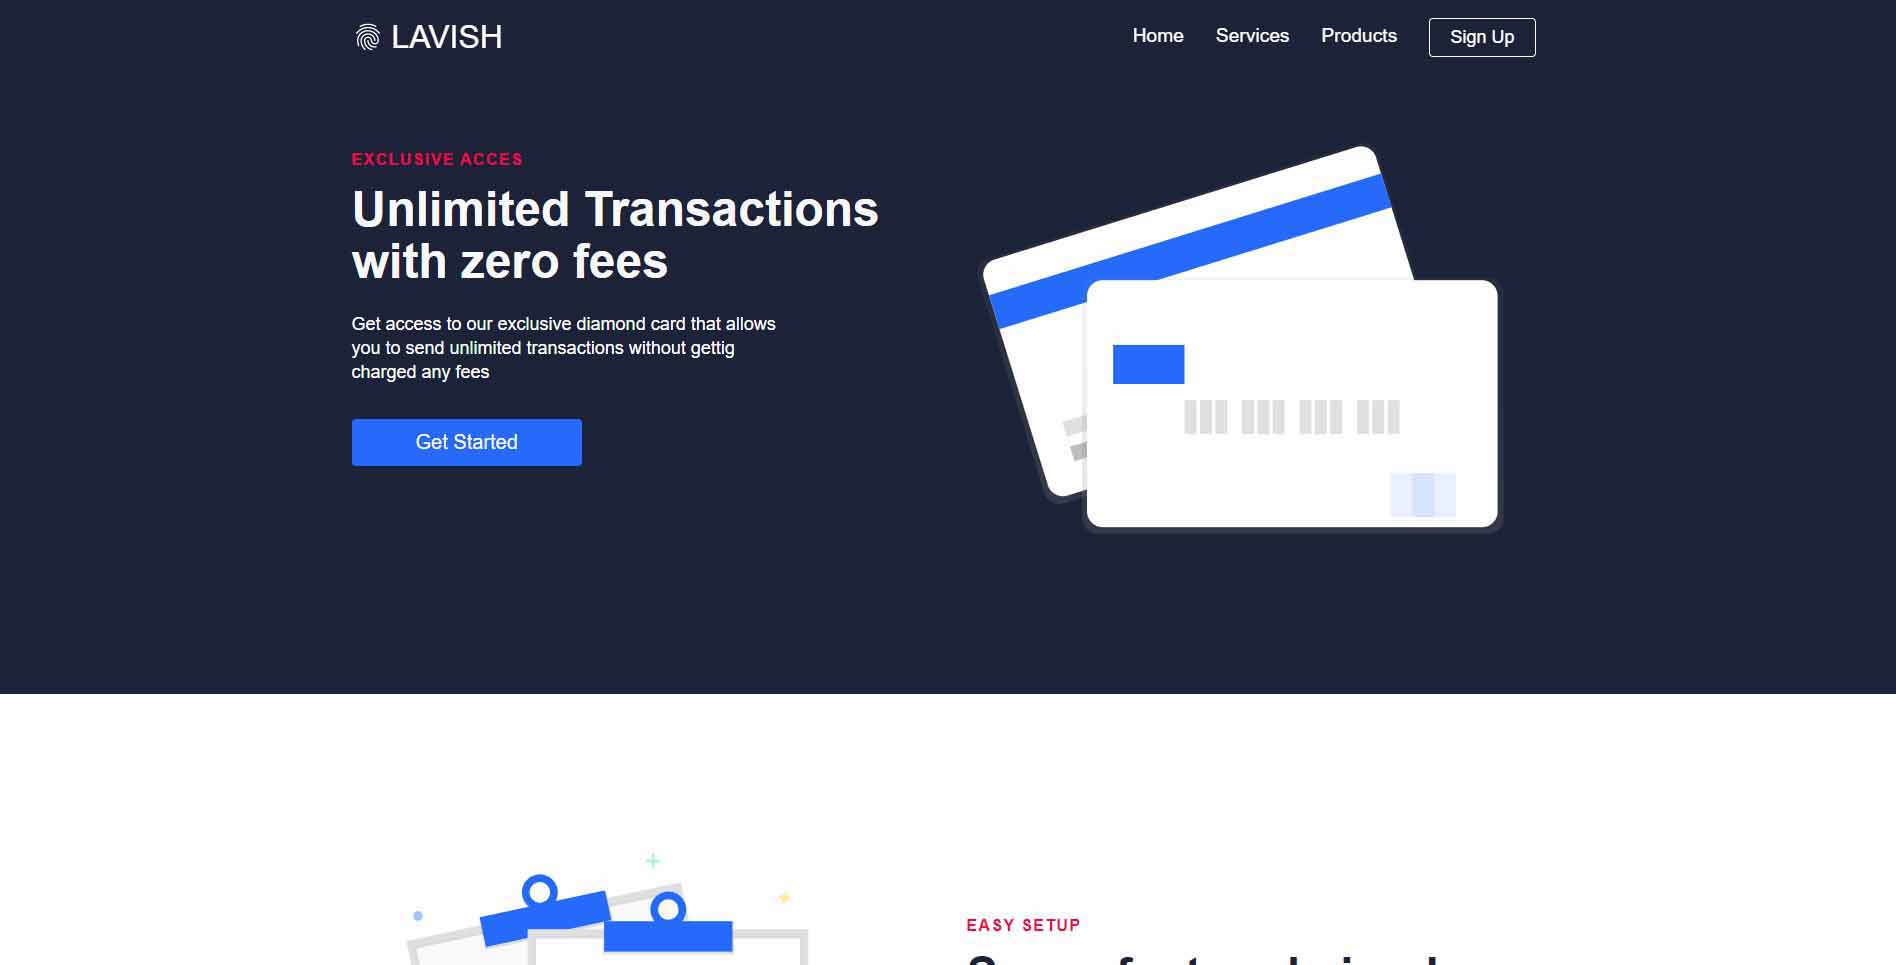 LAVISH
Home Services Products Sign Up
EXCLUSIVE ACCES
Unlimited Transactions
with zero fees
Get access to our exclusive diamond card that allows
you to send unlimited transactions without gettig
charged any fees
Get Started
EASY SETUP